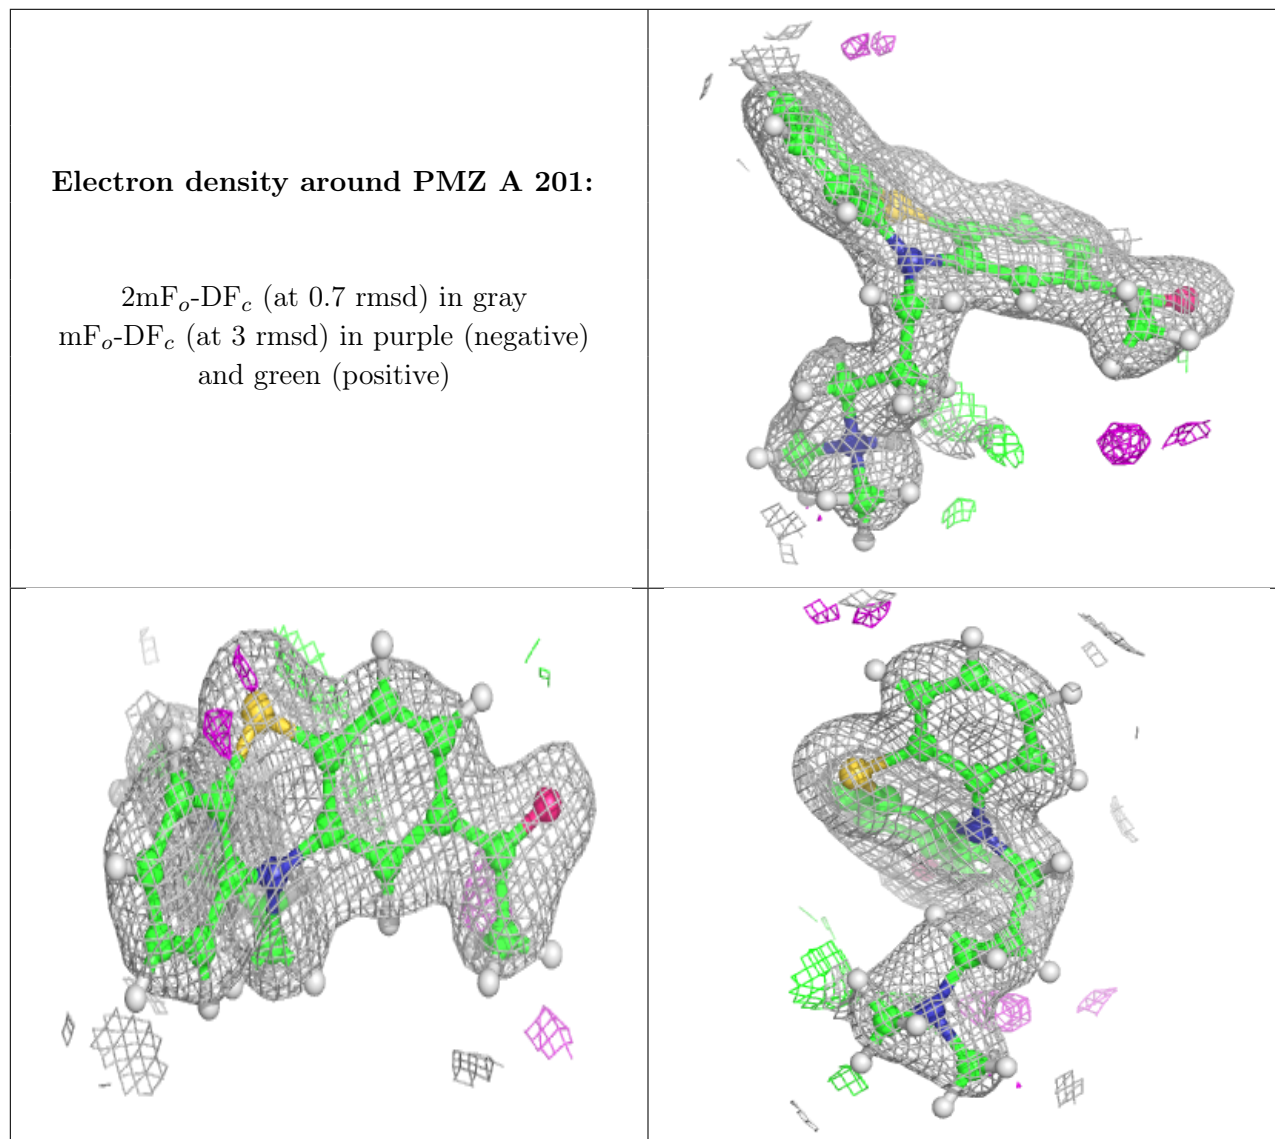 Electron density around PMZ A 201:
2mFo-DFc (at 0.7 rmsd) in gray
mFo-DFc (at 3 rmsd) in purple (negative)
and green (positive)